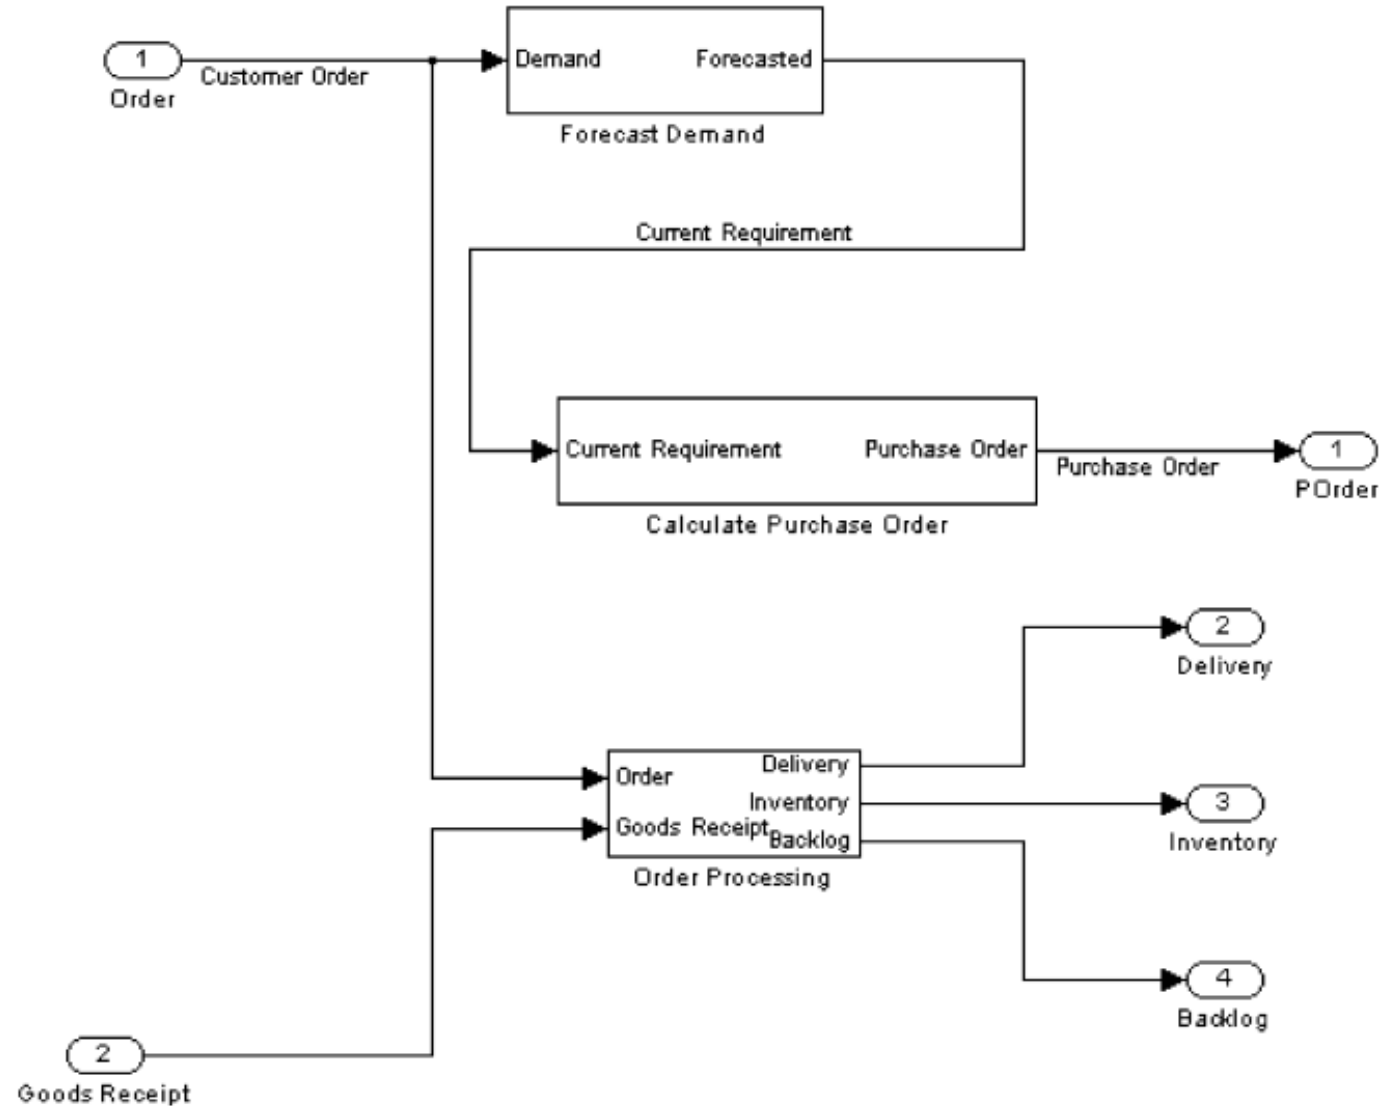 1
Order
Customer Order
Demand
Forecasted
Forecast Demand
Current Requirement
Current Requirement
Purchase Order
Calculate Purchase Order
Purchase Order
1
POrder
2
Delivery
Order
Goods Receipt
Delivery
Inventory
Backlog
Order Processing
3
Inventory
4
Backlog
2
Goods Receipt